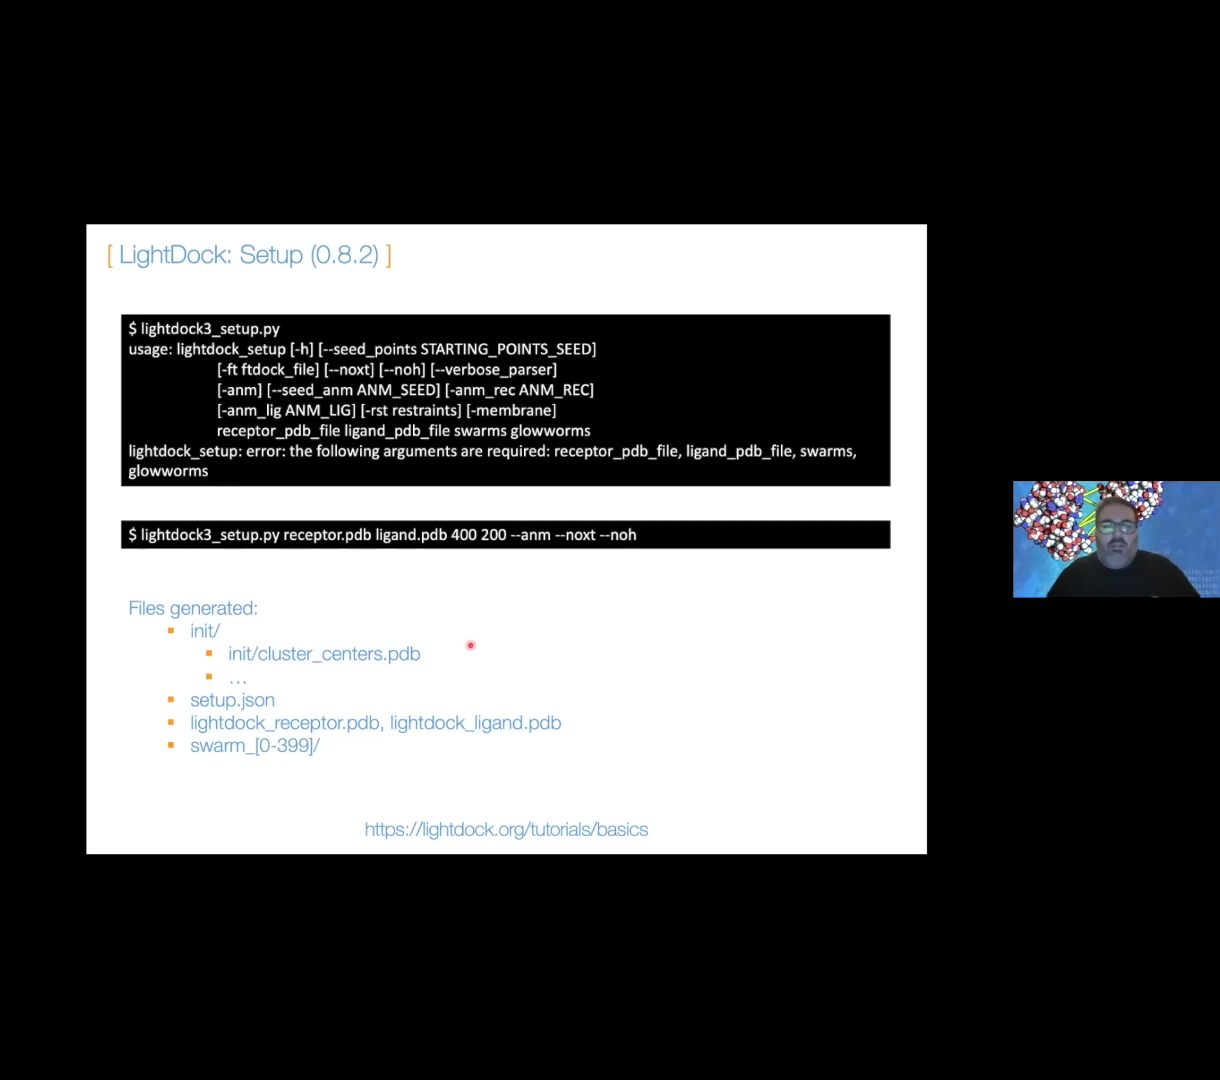 [ LightDock: Setup (0.8.2) ]
$ lightdock3_setup.py
usage: lightdock_setup [-h] [--seed_points STARTING_POINTS_SEED]
[-ft ftdock_file] [--noxt] [--noh] [--verbose_parser]
[-anm] [--seed_anm ANM_SEED] [-anm_rec ANM_REC]
[-anm_lig ANM_LIG] [-rst restraints] [-membrane]
receptor_pdb_file ligand_pdb_file swarms glowworms
lightdock_setup: error: the following arguments are required: receptor_pdb_file, ligand_pdb_file, swarms,
glowworms
$ lightdock3_setup.py receptor.pdb ligand.pdb 400 200 --anm --noxt --noh
Files generated:
▪ init/
▪ init/cluster_centers.pdb
▪ …
▪ setup.json
▪ lightdock_receptor.pdb, lightdock_ligand.pdb
▪ swarm_[0-399]/
https://lightdock.org/tutorials/basics